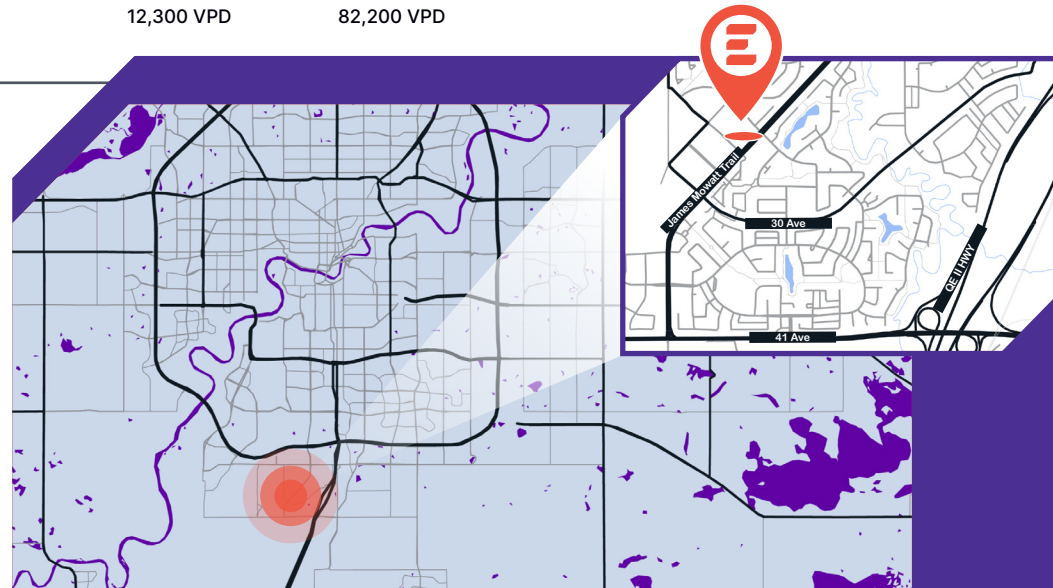 12,300 VPD
82,200 VPD
James Mowatt Trail
30 Ave
QE II HWY
41 Ave